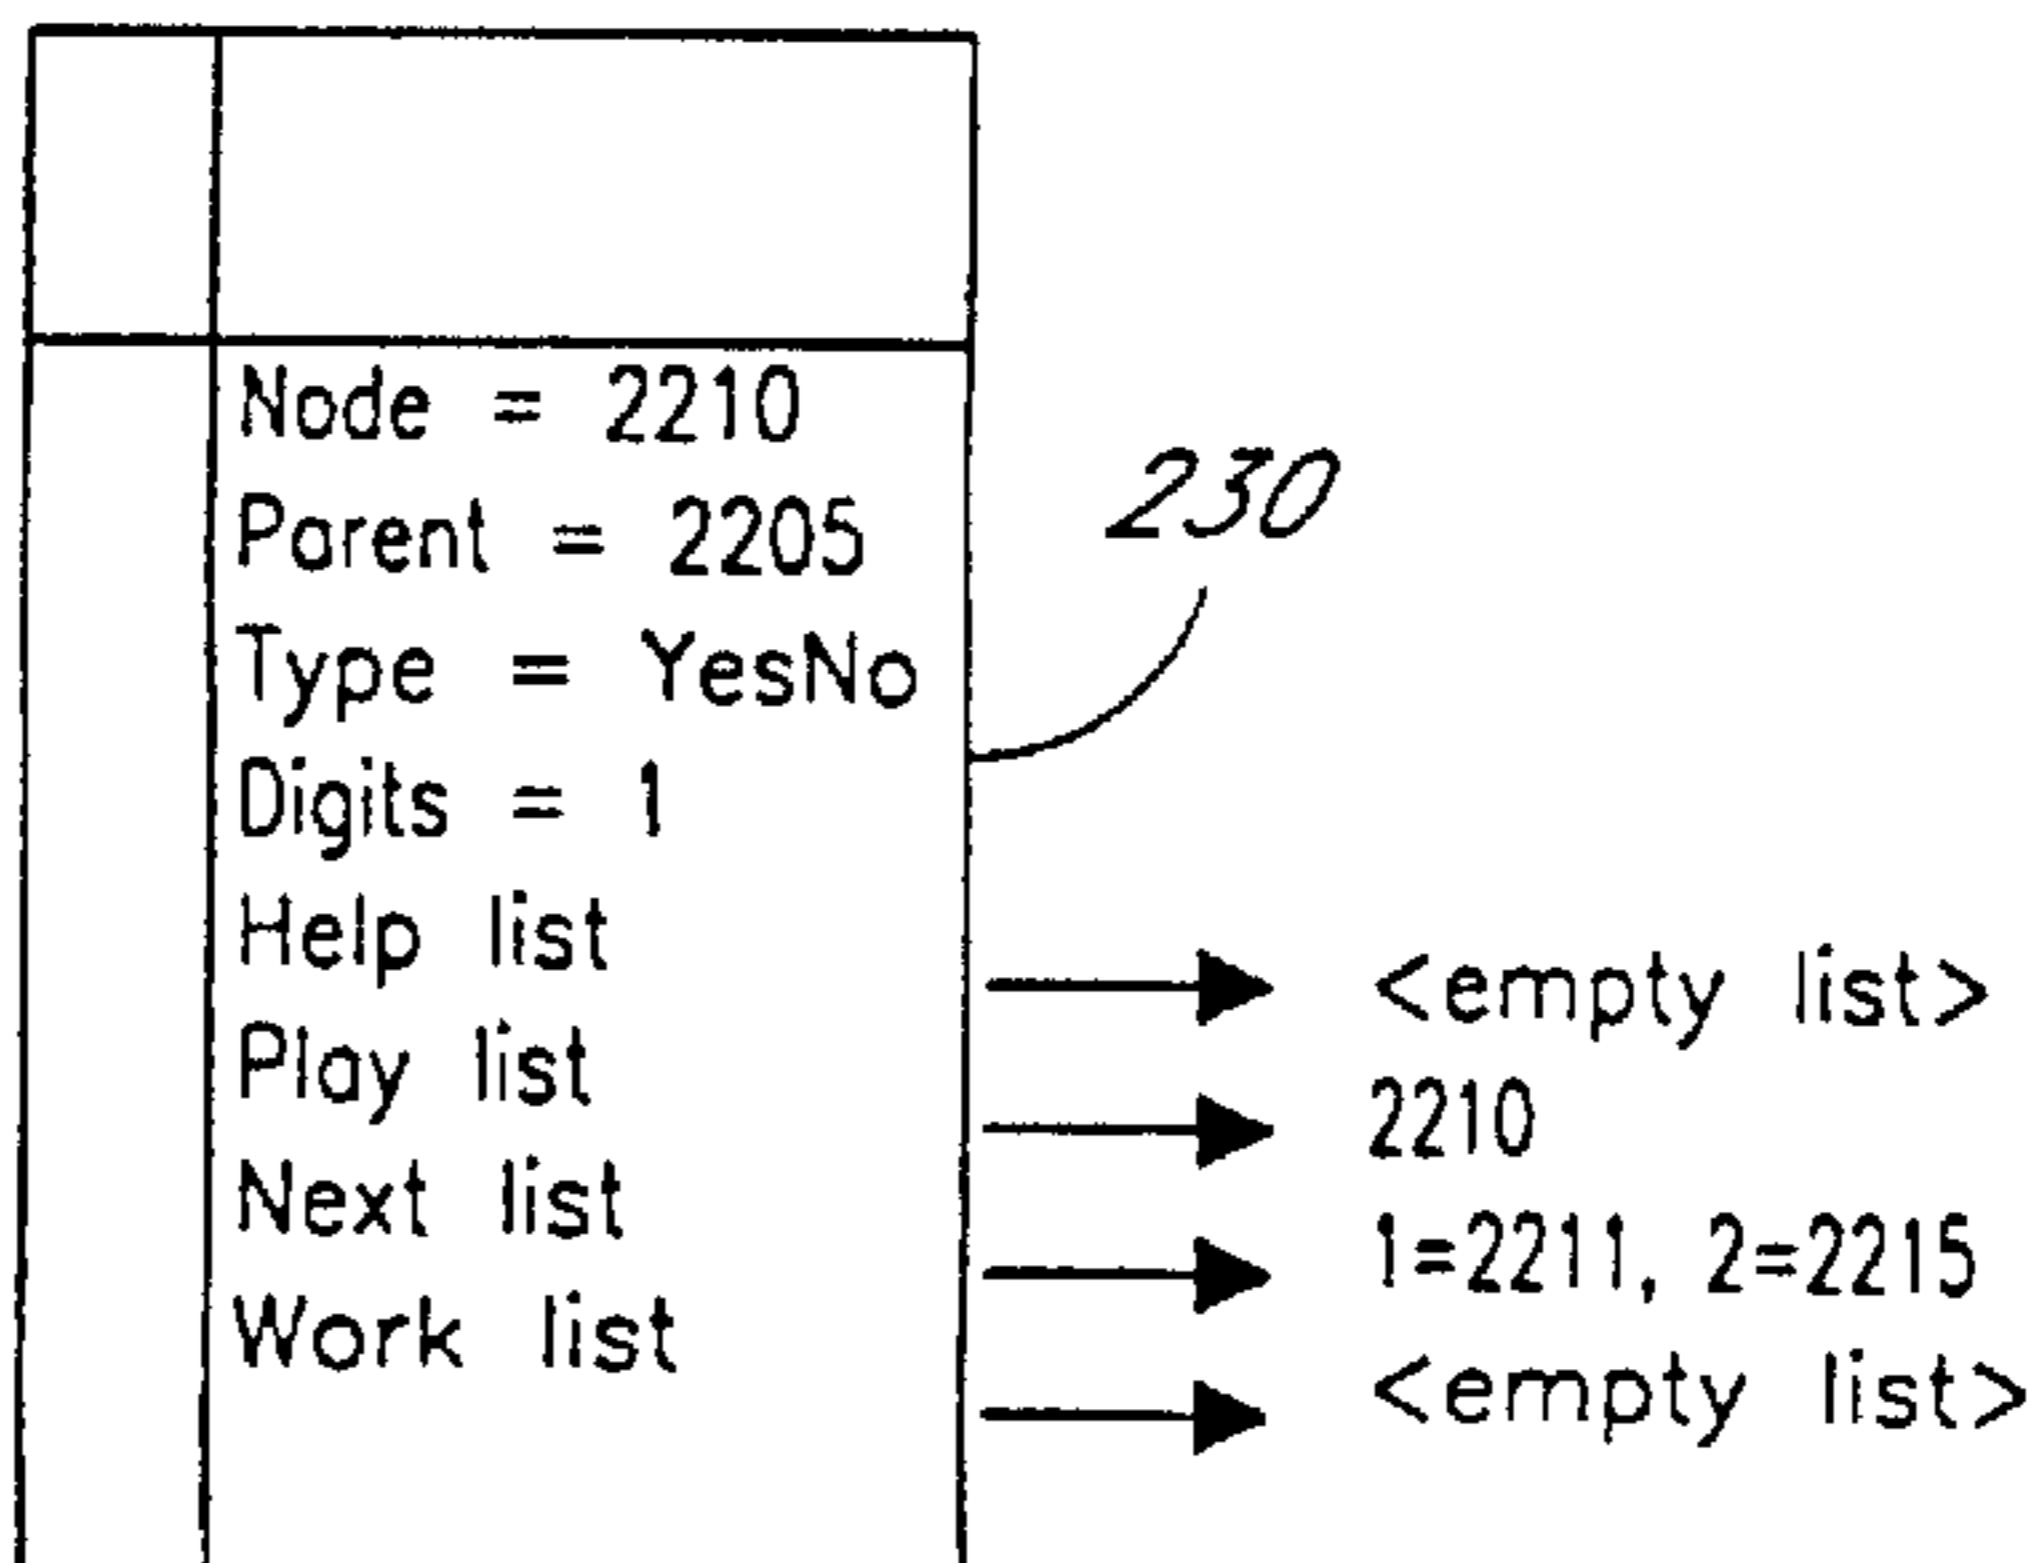 Node = 2210
Parent = 2205
230
Type = YesNo
Digits = 1
Help list
<empty list>
Play list
2210
Next list
1=2211, 2=2215
Work list
<empty list>